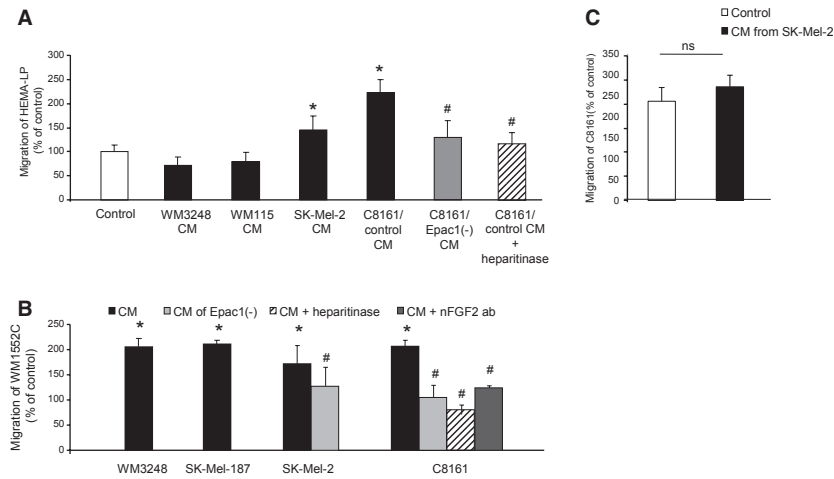 A
Migration of HEMA-LP
(% of control)
300
250
200
150
100
50
0
*
*
#
#
Control
WM3248
CM
WM115
CM
SK-Mel-2
CM
C8161/
control
CM
C8161/
Epac1(-)
CM
C8161/
control CM
+
heparitinase
C
Control
CM from SK-Mel-2
ns
Migration of C8161(% of control)
350
300
250
200
150
100
50
0
B
CM
CM of Epac1(-)
CM + heparitinase
CM + nFGF2 ab
Migration of WM1552C
(% of control)
250
200
150
100
50
0
*
*
*
#
*
#
#
#
WM3248
SK-Mel-187
SK-Mel-2
C8161